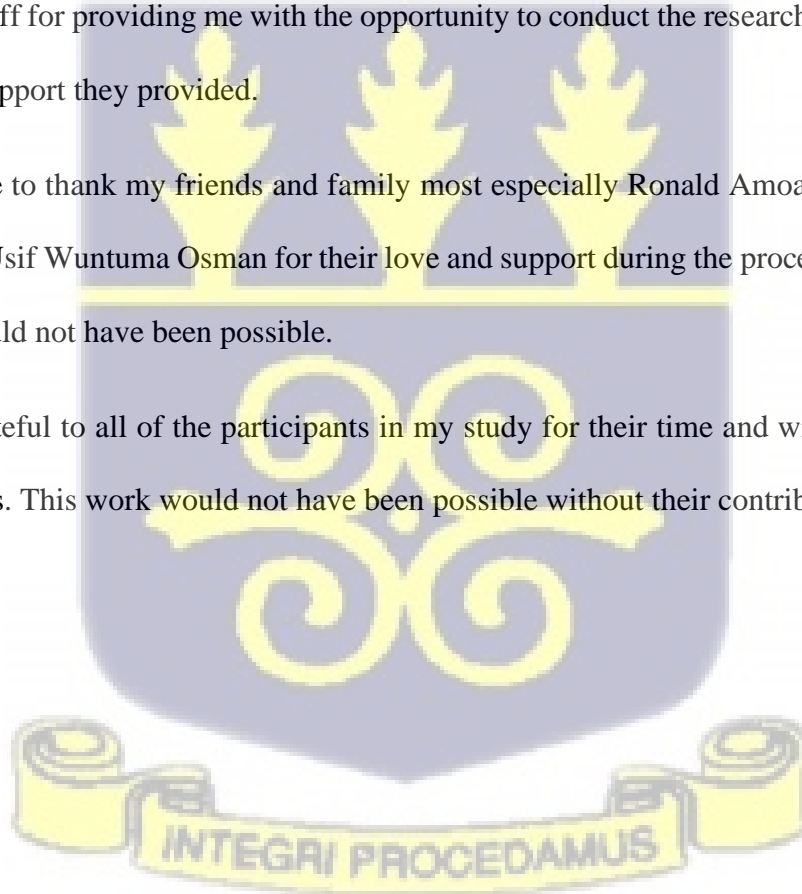 ff for providing me with the opportunity to conduct the research
pport they provided.
e to thank my friends and family most especially Ronald Amoa
Usif Wuntuma Osman for their love and support during the proce
ld not have been possible.
teful to all of the participants in my study for their time and wi
s. This work would not have been possible without their contrib
INTEGRI PROCEDAMUS